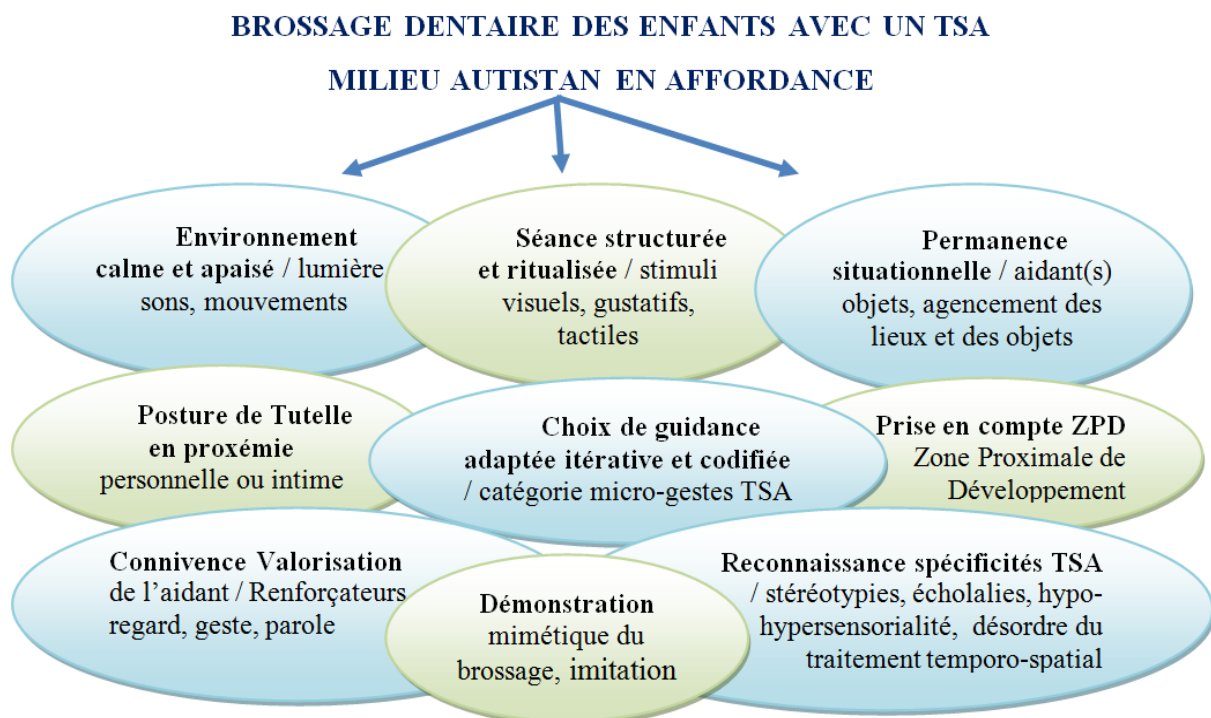 BROSSAGE DENTAIRE DES ENFANTS AVEC UN TSA
MILIEU AUTISTAN EN AFFORDANCE
Environnement
calme et apaisé / lumière
sons, mouvements
Séance structurée
et ritualisée / stimuli
visuels, gustatifs,
tactiles
Permanence
situationnelle / aidant(s)
objets, agencement des
lieux et des objets
Posture de Tutelle
en proxémie
personnelle ou intime
Choix de guidance
adaptée itérative et codifiée
/ catégorie micro-gestes TSA
Prise en compte ZPD
Zone Proximale de
Développement
Connivence Valorisation
de l’aidant / Renforçateurs
regard, geste, parole
Démonstration
mimétique du
brossage, imitation
Reconnaissance spécificités TSA
/ stéréotypies, écholalies, hypo-
hypersensorialité, désordre du
traitement temporo-spatial